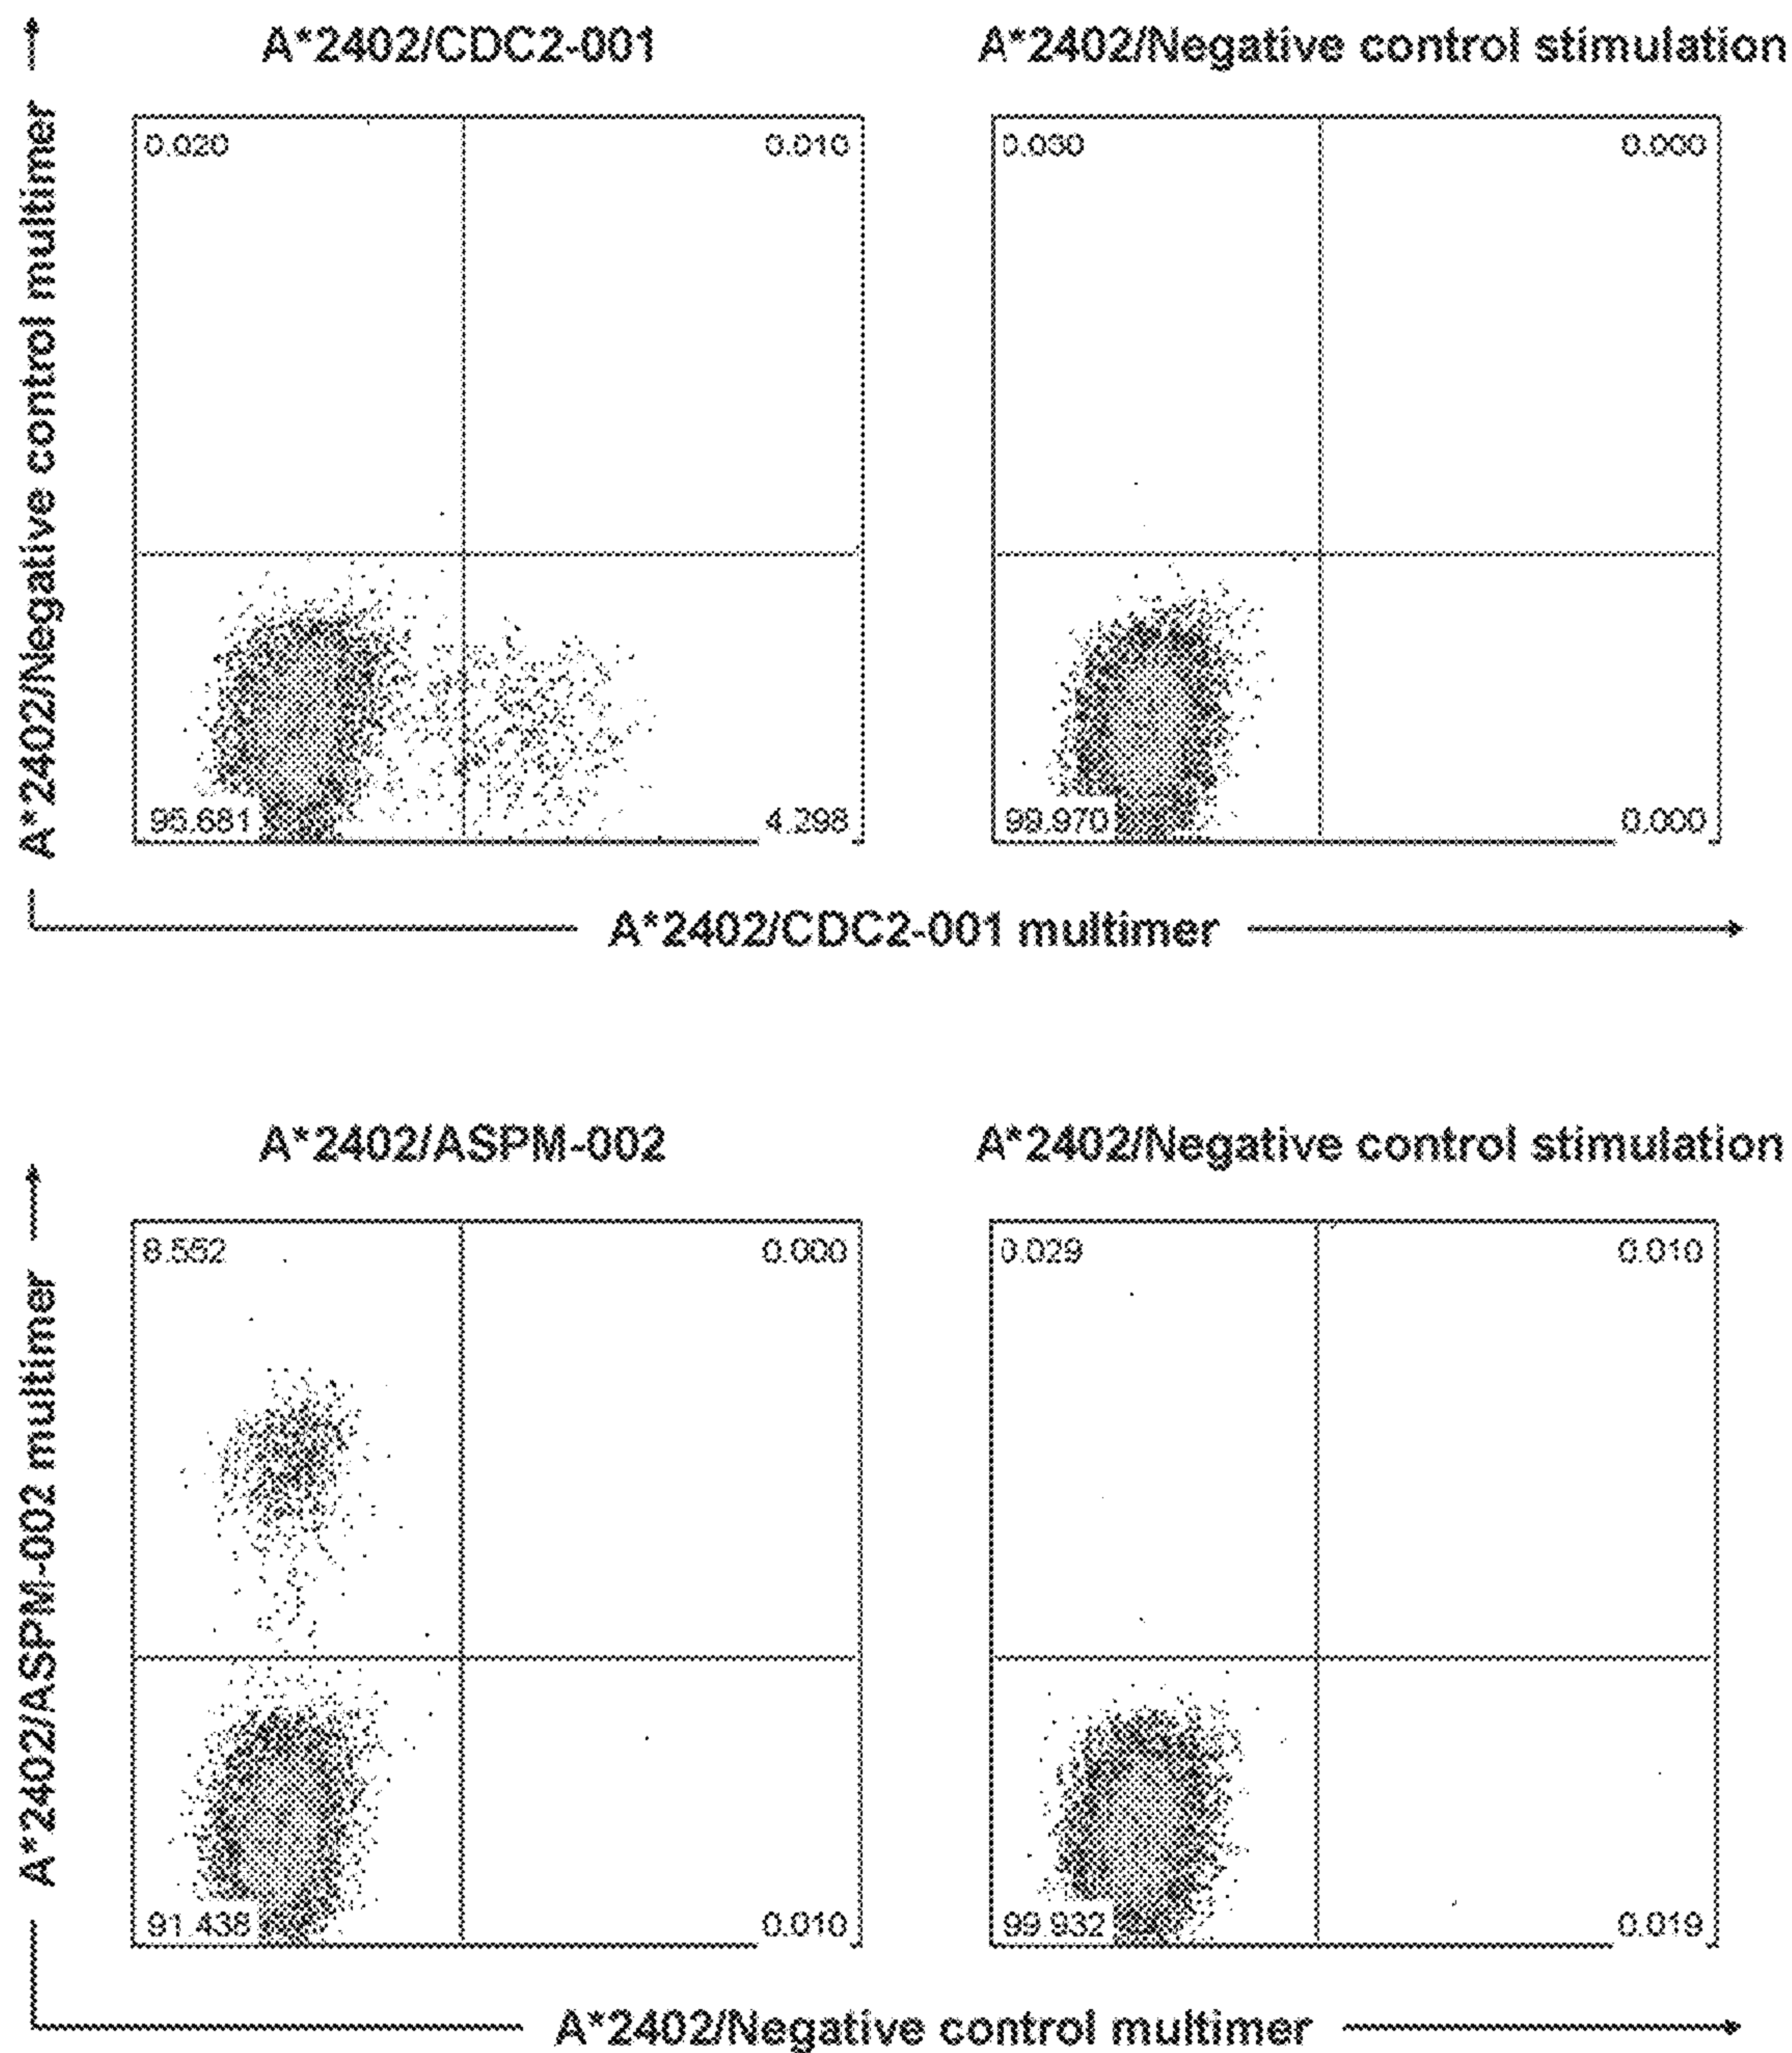 A*2402/CDC2-001
A*2402/Negative control stimulation
A*2402/Negative control multimer
0.020
0.010
0.030
0.000
95.681
4.298
99.970
0.000
A*2402/CDC2-001 multimer
A*2402/ASPM-002
A*2402/Negative control stimulation
A*2402/ASPM-002 multimer
8.552
0.000
0.029
0.010
91.438
0.010
99.932
0.019
A*2402/Negative control multimer